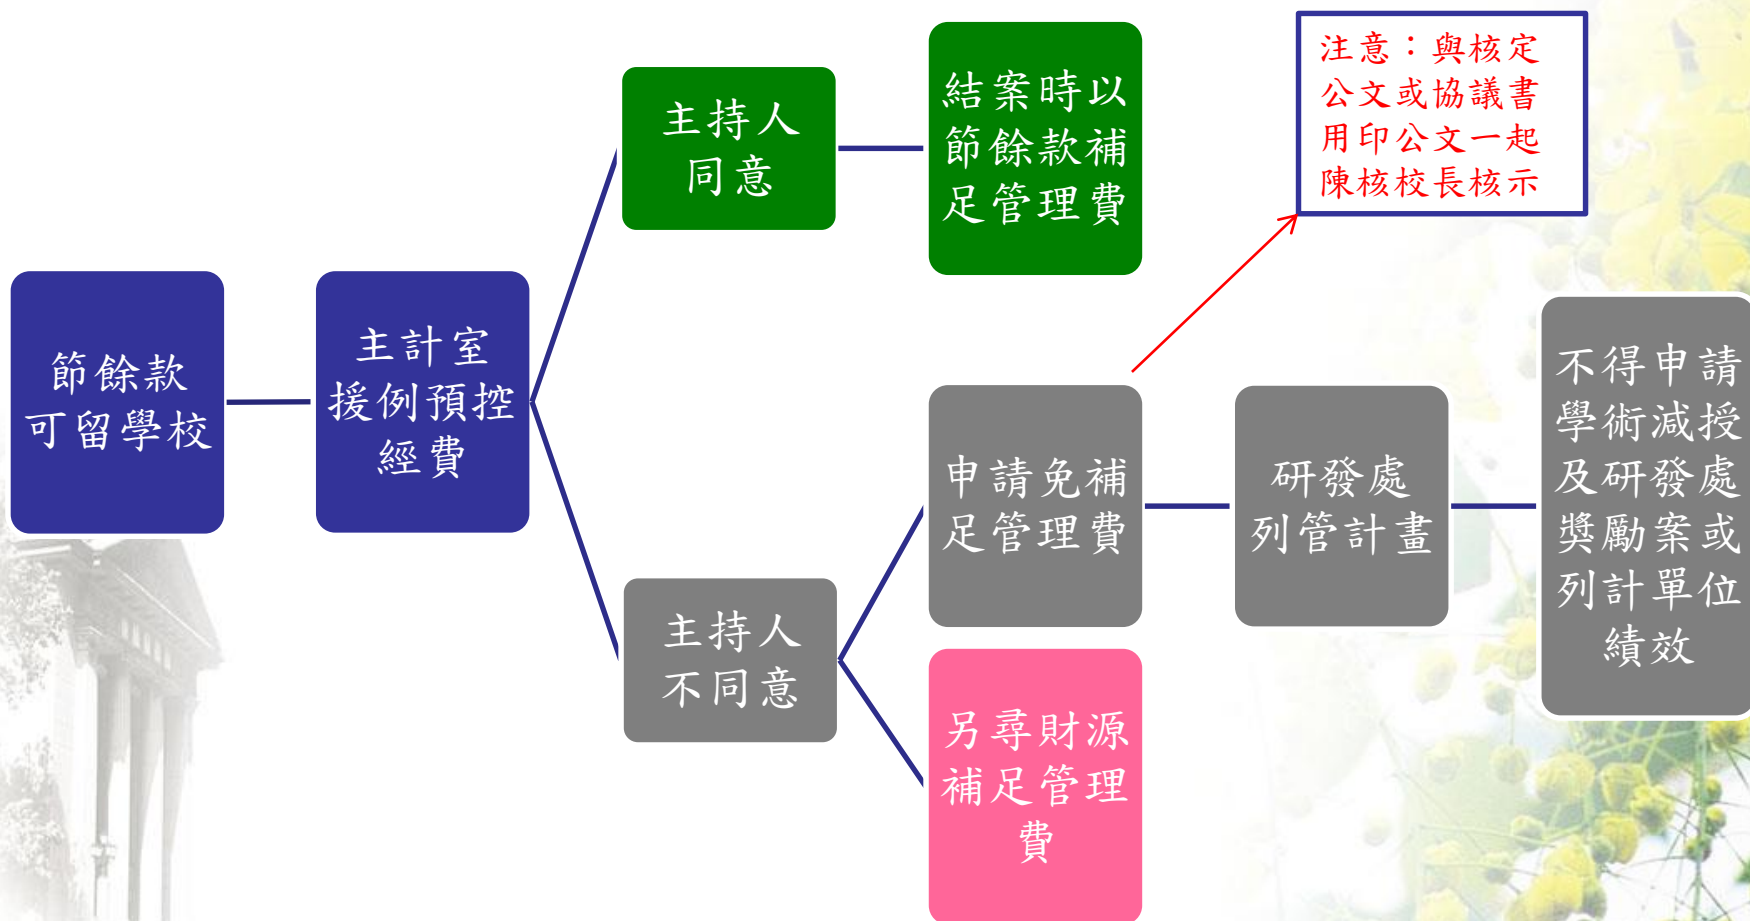 節餘款
可留學校
主計室
援例預控
經費
主持人
同意
結案時以
節餘款補
足管理費
注意：與核定
公文或協議書
用印公文一起
陳核校長核示
主持人
不同意
申請免補
足管理費
研發處
列管計畫
不得申請
學術減授
及研發處
獎勵案或
列計單位
績效
另尋財源
補足管理
費